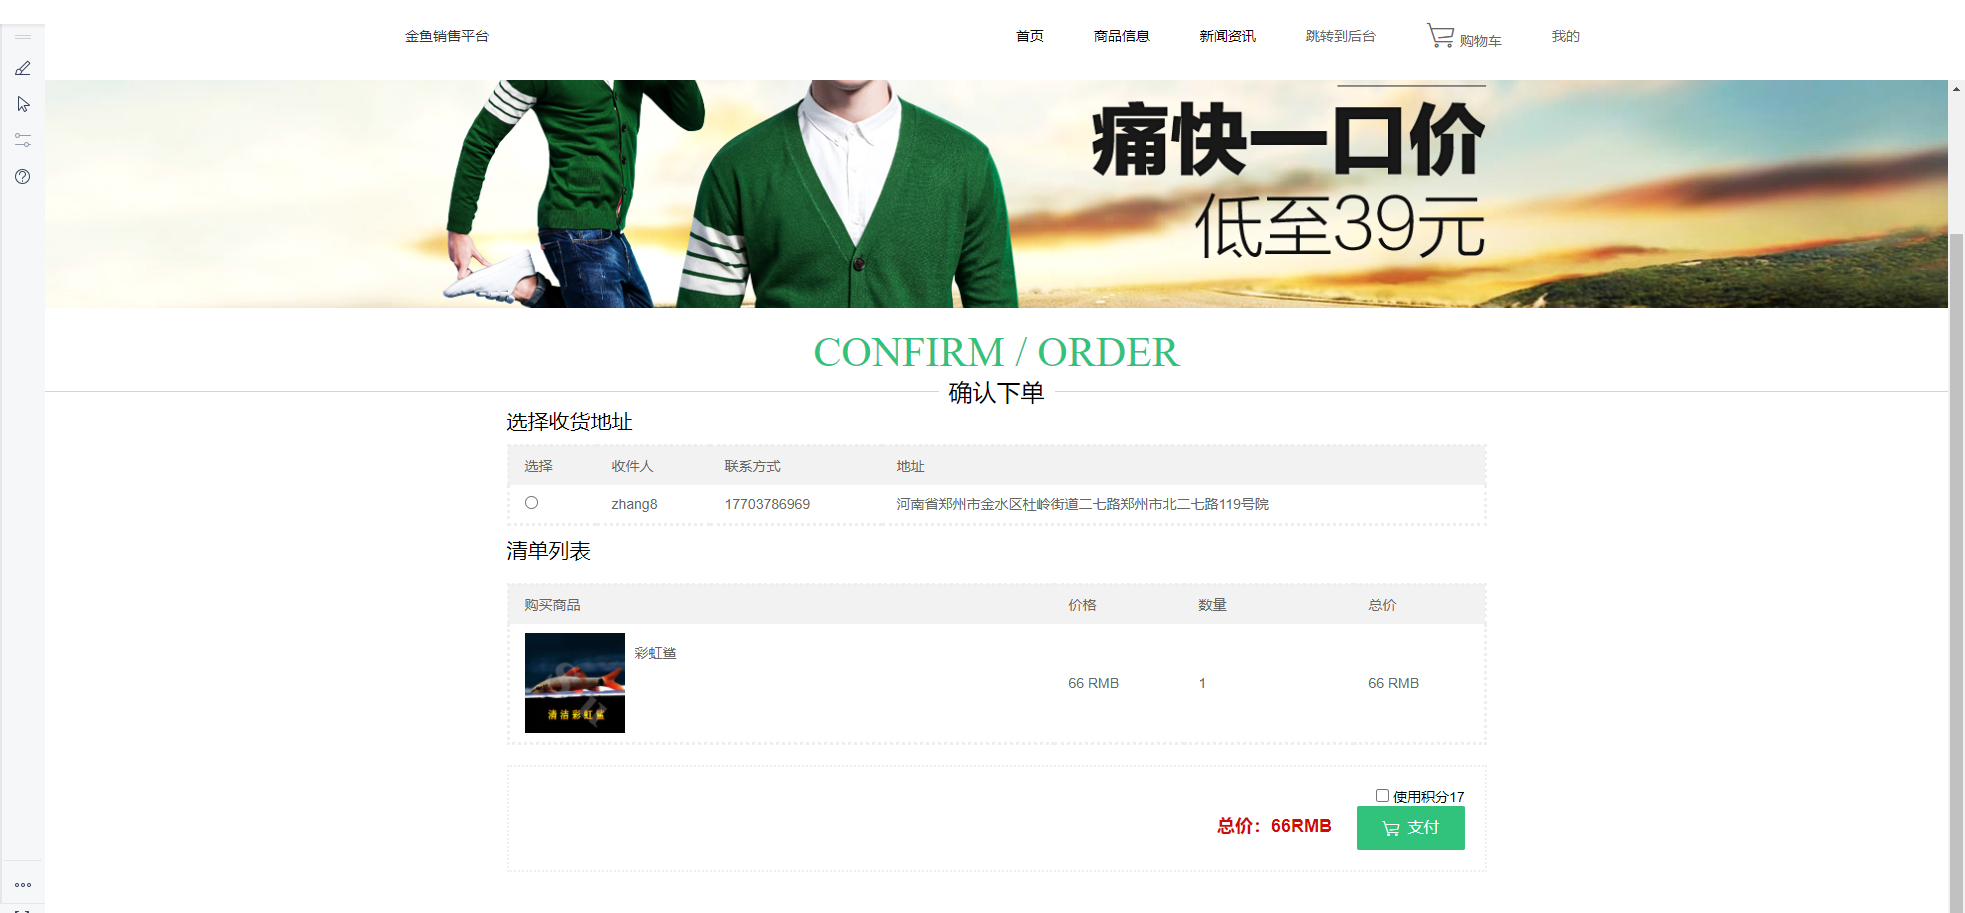 金鱼销售平台
首页
商品信息
新闻资讯
跳转到后台
购物车
我的
痛快一口价
低至39元
CONFIRM / ORDER
确认下单
选择收货地址
选择 收件人 联系方式 地址
zhang8 17703786969 河南省郑州市金水区杜岭街道二七路郑州市北二七路119号院
清单列表
购买商品 价格 数量 总价
彩虹鲨
清洁彩虹鲨
66 RMB 1 66 RMB
使用积分17
总价：66RMB
支付